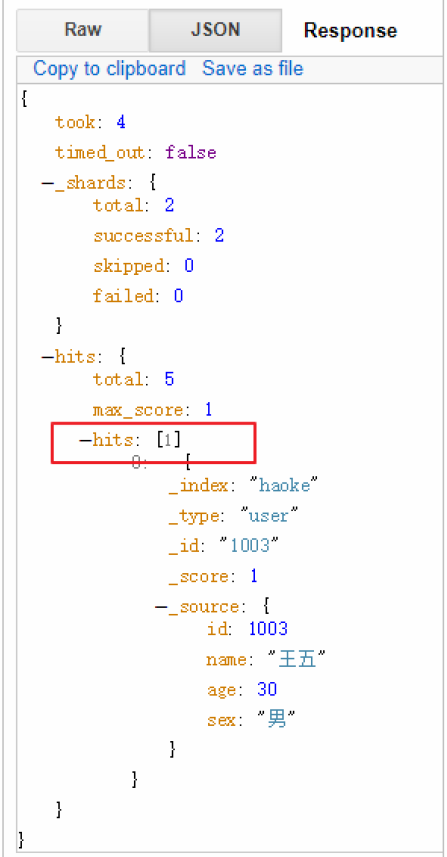 Raw JSON Response
Copy to clipboard Save as file
{
took: 4
timed_out: false
—_shards: {
total: 2
successful: 2
skipped: 0
failed: 0
}
—hits: {
total: 5
max_score: 1
—hits: [1]
0: {
_index: "haoke"
_type: "user"
_id: "1003"
_score: 1
—_source: {
id: 1003
name: "王五"
age: 30
sex: "男"
}
}
}
}